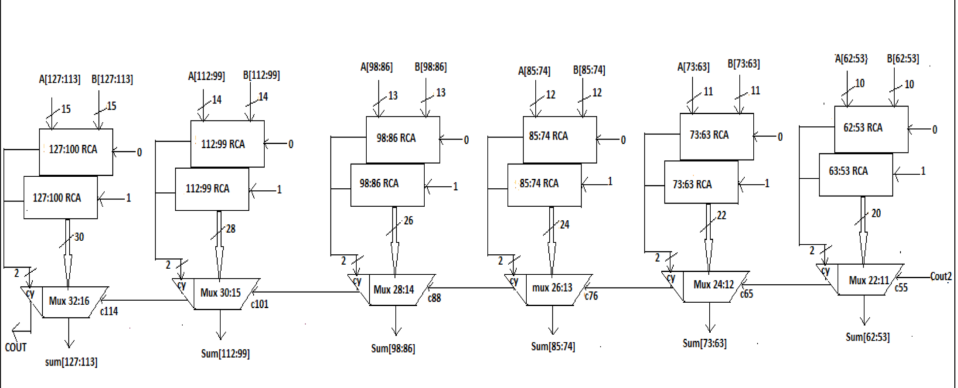 A[127:113] B[127:113]
15 15
127:100 RCA
0
127:100 RCA
1
30
2
cy
Mux 32:16
c114
COUT
sum[127:113]
A[112:99] B[112:99]
14 14
112:99 RCA
0
112:99 RCA
1
28
2
cy
Mux 30:15
c101
Sum[112:99]
A[98:86] B[98:86]
13 13
98:86 RCA
0
98:86 RCA
1
26
2
cy
Mux 28:14
c88
Sum[98:86]
A[85:74] B[85:74]
12 12
85:74 RCA
0
85:74 RCA
1
24
2
cy
mux 26:13
c76
Sum[85:74]
A[73:63] B[73:63]
11 11
73:63 RCA
0
73:63 RCA
1
22
2
cy
Mux 24:12
c65
Sum[73:63]
A[62:53] B[62:53]
10 10
62:53 RCA
0
63:53 RCA
1
20
2
cy
Mux 22:11
c55
Cout2
Sum[62:53]